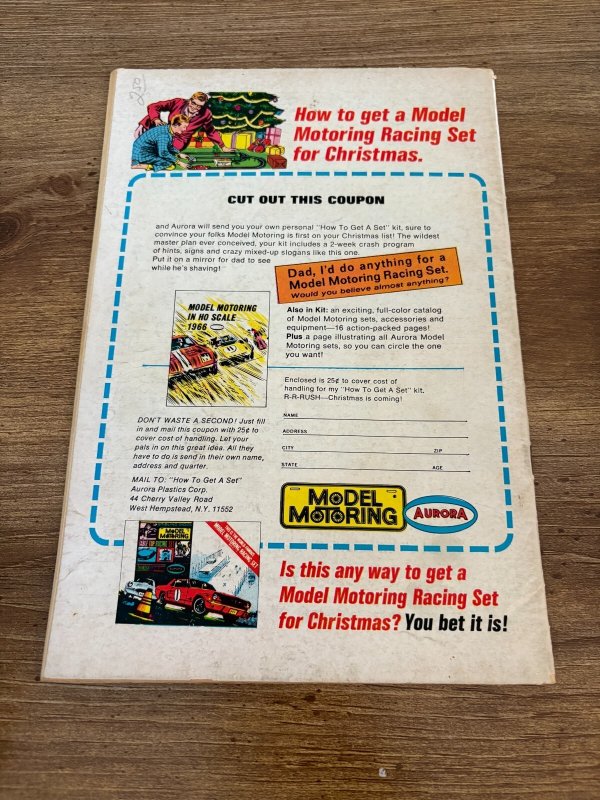 How to get a Model
Motoring Racing Set
for Christmas.
CUT OUT THIS COUPON
and Aurora will send you your own personal "How To Get A Set" kit, sure to
convince your folks Model Motoring is first on your Christmas list! The wildest
master plan ever conceived, your kit includes a 2-week crash program
of hints, signs and crazy mixed-up slogans like this one.
Put it on a mirror for dad to see
while he's shaving!
Dad, I'd do anything for a
Model Motoring Racing Set.
Would you believe almost anything?
MODEL MOTORING
IN HO SCALE
1966
Also in Kit: an exciting, full-color catalog
of Model Motoring sets, accessories and
equipment—16 action-packed pages!
Plus a page illustrating all Aurora Model
Motoring sets, so you can circle the one
you want!
Enclosed is 25¢ to cover cost of
handling for my "How To Get A Set" kit.
R-R-RUSH—Christmas is coming!
NAME
ADDRESS
CITY
ZIP
STATE
AGE
DON'T WASTE A SECOND! Just fill
in and mail this coupon with 25¢ to
cover cost of handling. Let your
pals in on this great idea. All they
have to do is send in their own name,
address and quarter.
MAIL TO: "How To Get A Set"
Aurora Plastics Corp.
44 Cherry Valley Road
West Hempstead, N.Y. 11552
MODEL
MOTORING
AURORA
MODEL
MOTORING
1
Is this any way to get a
Model Motoring Racing Set
for Christmas? You bet it is!